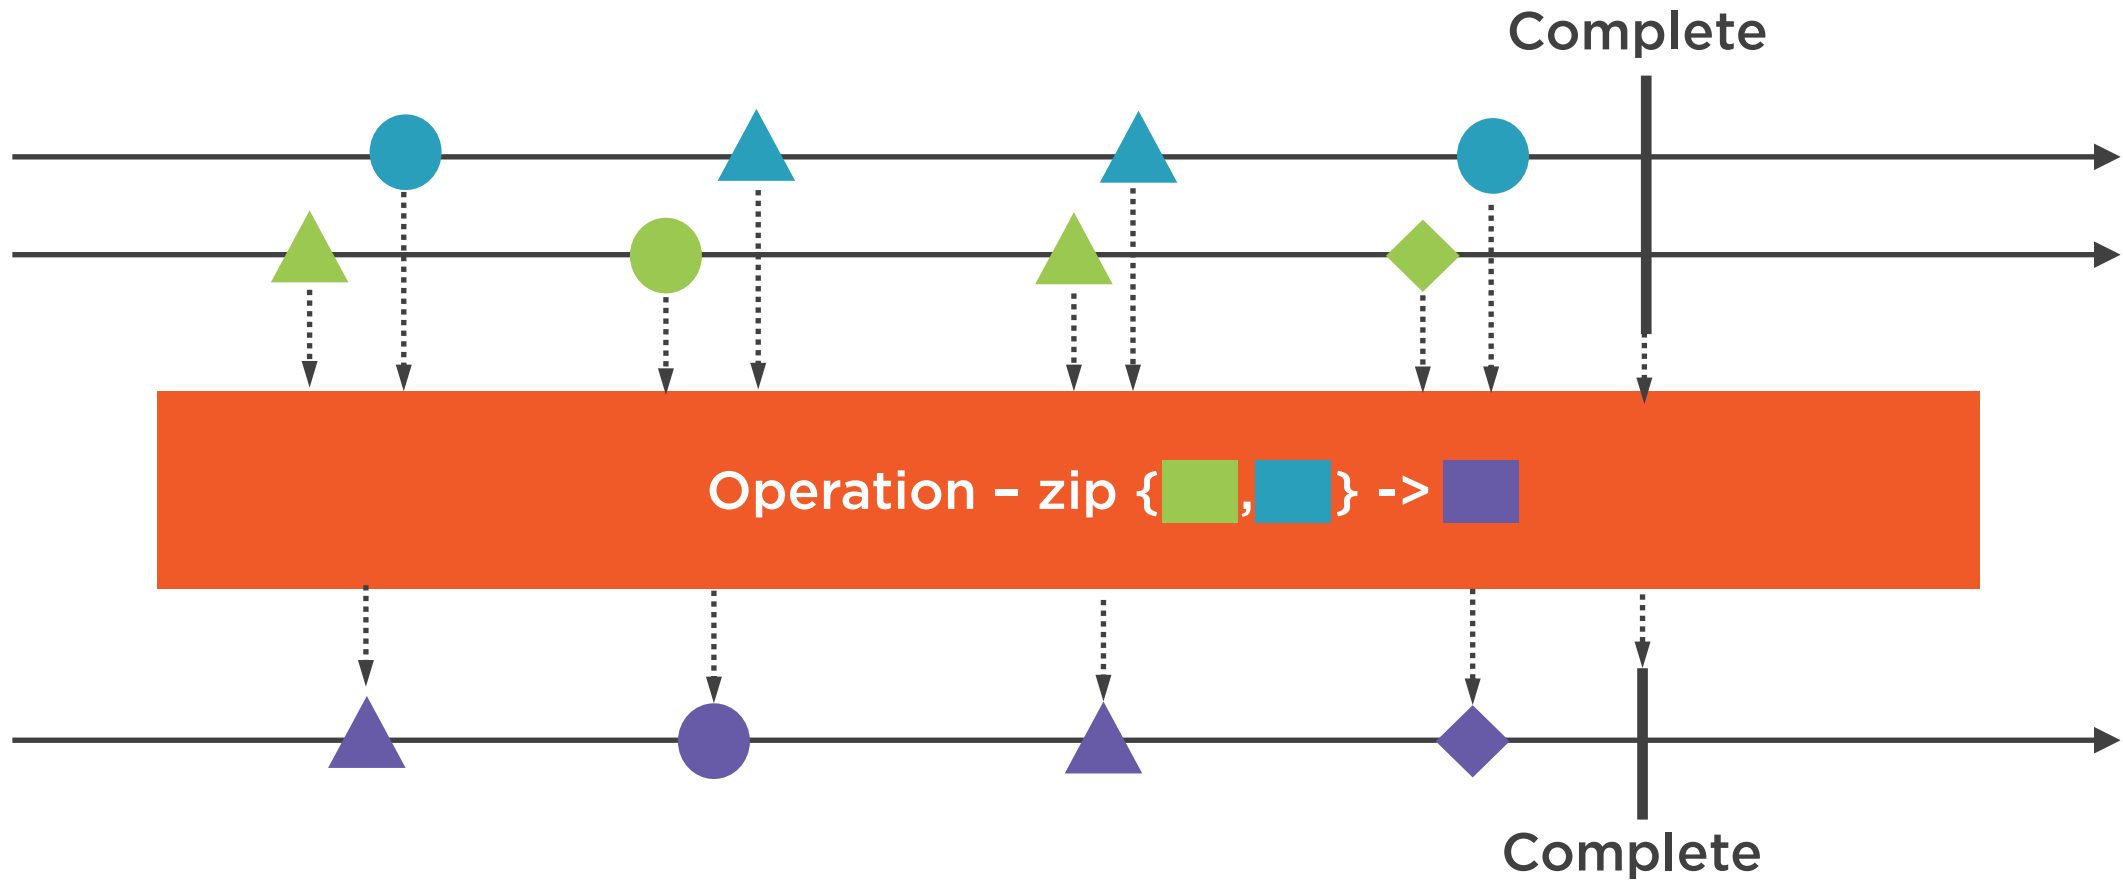 Complete
Operation – zip { , } ->
Complete